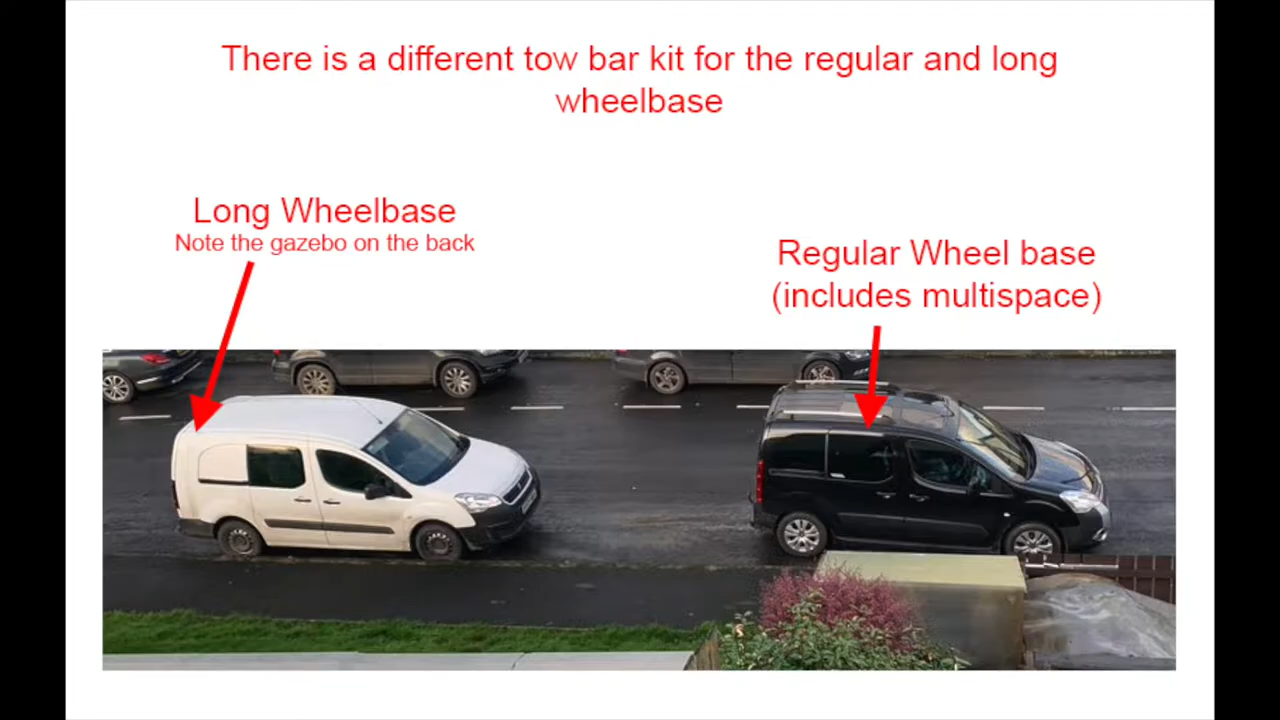 There is a different tow bar kit for the regular and long
wheelbase
Long Wheelbase
Note the gazebo on the back
Regular Wheel base
(includes multispace)